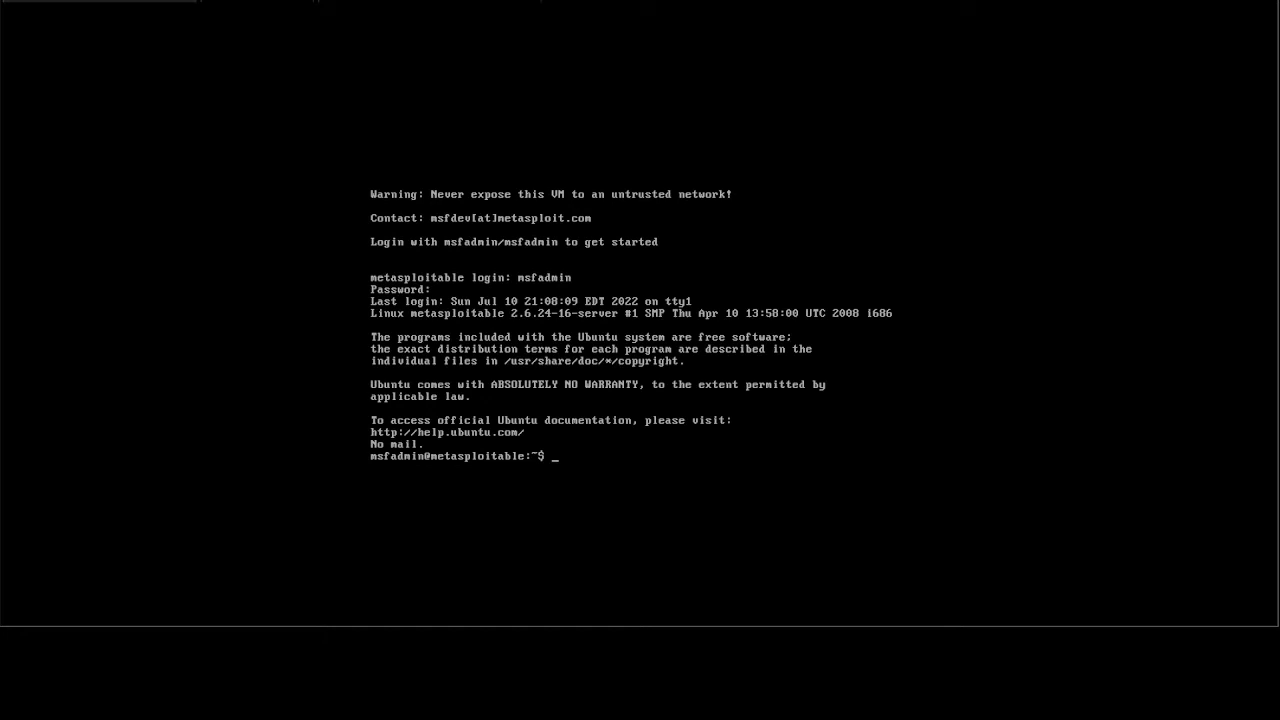 Warning: Never expose this VM to an untrusted network!
Contact: msfdev[at]metasploit.com
Login with msfadmin/msfadmin to get started
metasploitable login: msfadmin
Password:
Last login: Sun Jul 10 21:08:09 EDT 2022 on tty1
Linux metasploitable 2.6.24-16-server #1 SMP Thu Apr 10 13:58:00 UTC 2008 i686
The programs included with the Ubuntu system are free software;
the exact distribution terms for each program are described in the
individual files in /usr/share/doc/*/copyright.
Ubuntu comes with ABSOLUTELY NO WARRANTY, to the extent permitted by
applicable law.
To access official Ubuntu documentation, please visit:
http://help.ubuntu.com/
No mail.
msfadmin@metasploitable:~$ _